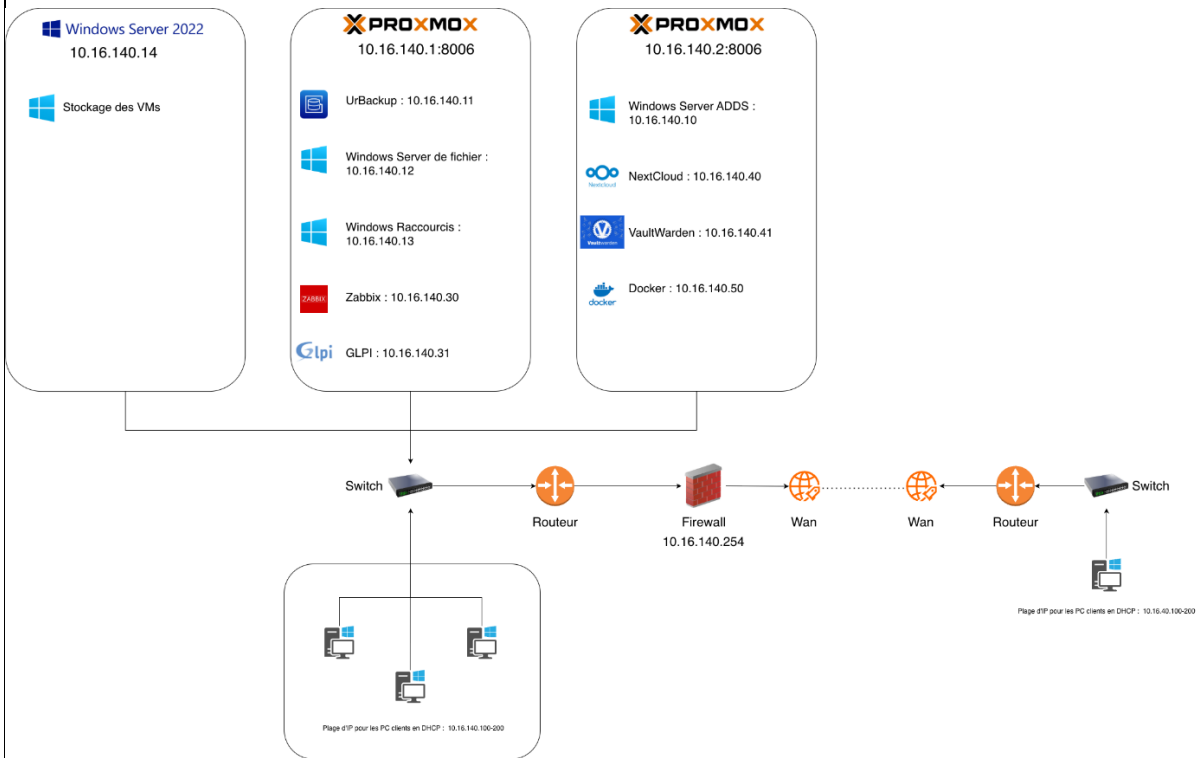 Windows Server 2022
10.16.140.14
Stockage des VMs
PROXMOX
10.16.140.1:8006
UrBackup : 10.16.140.11
Windows Server de fichier :
10.16.140.12
Windows Raccourcis :
10.16.140.13
ZABBIX
Zabbix : 10.16.140.30
Glpi
GLPI : 10.16.140.31
PROXMOX
10.16.140.2:8006
Windows Server ADDS :
10.16.140.10
Nextcloud
NextCloud : 10.16.140.40
Vaultwarden
VaultWarden : 10.16.140.41
docker
Docker : 10.16.140.50
Switch
Routeur
Firewall
10.16.140.254
Wan
Wan
Routeur
Switch
Plage d'IP pour les PC clients en DHCP : 10.16.40.100-200
Plage d'IP pour les PC clients en DHCP : 10.16.140.100-200